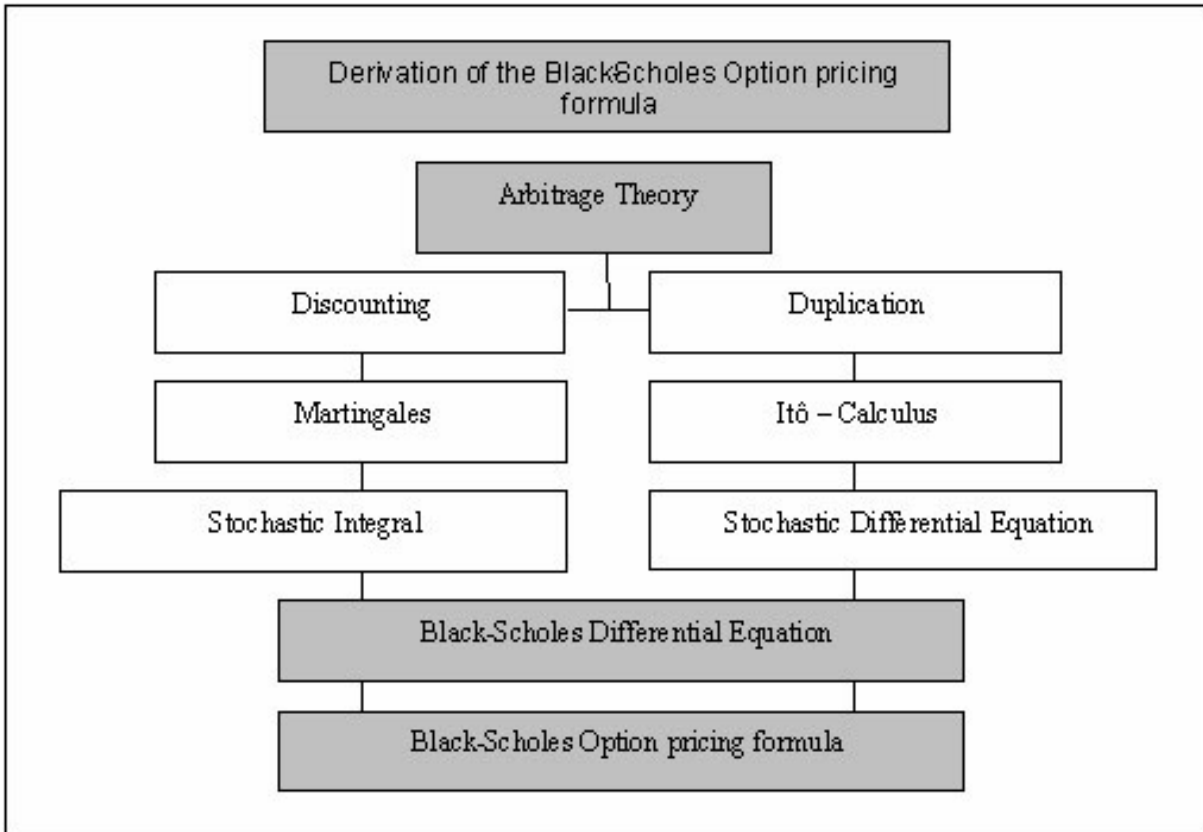 Derivation of the BlackScholes Option pricing
formula
Arbitrage Theory
Discounting
Duplication
Martingales
Itô – Calculus
Stochastic Integral
Stochastic Differential Equation
Black-Scholes Differential Equation
Black-Scholes Option pricing formula